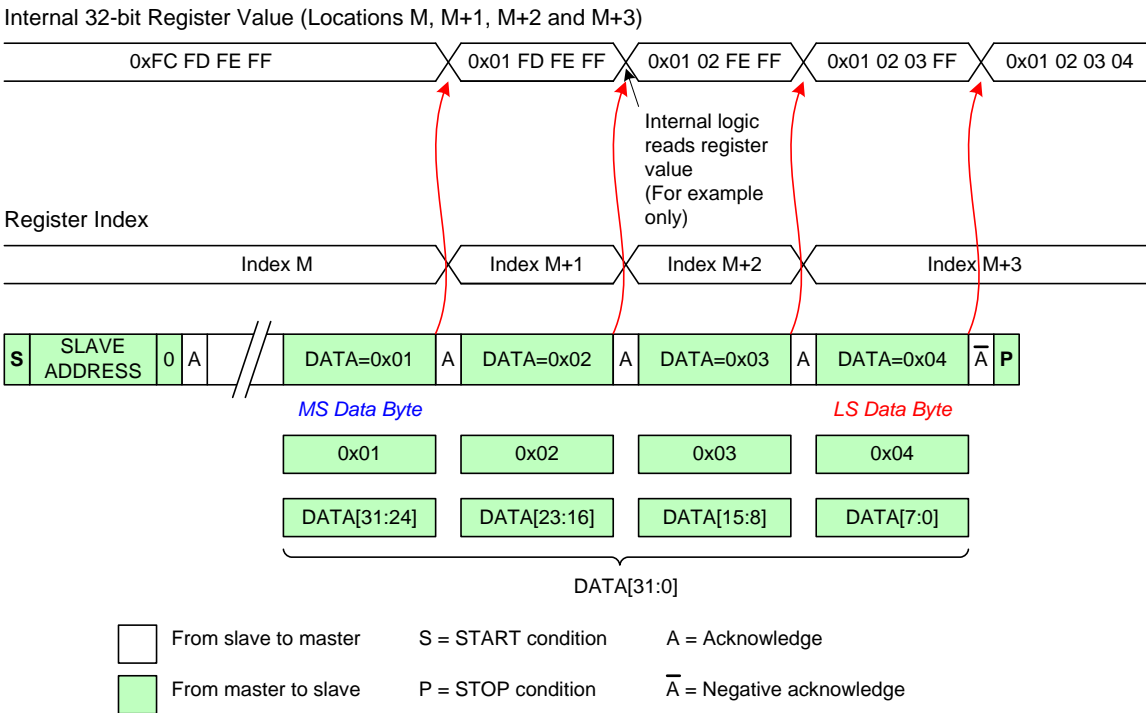 Internal 32-bit Register Value (Locations M, M+1, M+2 and M+3)
0xFC FD FE FF
0x01 FD FE FF
0x01 02 FE FF
0x01 02 03 FF
0x01 02 03 04
Internal logic
reads register
value
(For example
only)
Register Index
Index M
Index M+1
Index M+2
Index M+3
S
SLAVE
ADDRESS
0
A
DATA=0x01
A
DATA=0x02
A
DATA=0x03
A
DATA=0x04
A̅
P
MS Data Byte
LS Data Byte
0x01
0x02
0x03
0x04
DATA[31:24]
DATA[23:16]
DATA[15:8]
DATA[7:0]
DATA[31:0]
From slave to master
S = START condition
A = Acknowledge
From master to slave
P = STOP condition
A̅ = Negative acknowledge